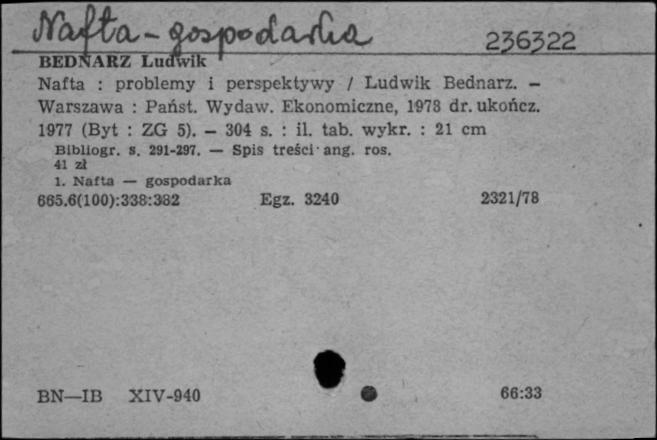 Nafta - gospodarka 236322
BEDNARZ Ludwik
Nafta : problemy i perspektywy / Ludwik Bednarz. –
Warszawa : Państ. Wydaw. Ekonomiczne, 1978 dr. ukończ.
1977 (Byt : ZG 5). – 304 s. : il. tab. wykr. : 21 cm
Bibliogr. s. 291-297. — Spis treści ang. ros.
41 zł
1. Nafta — gospodarka
665.6(100):338:382 Egz. 3240 2321/78
BN—IB XIV-940 66:33